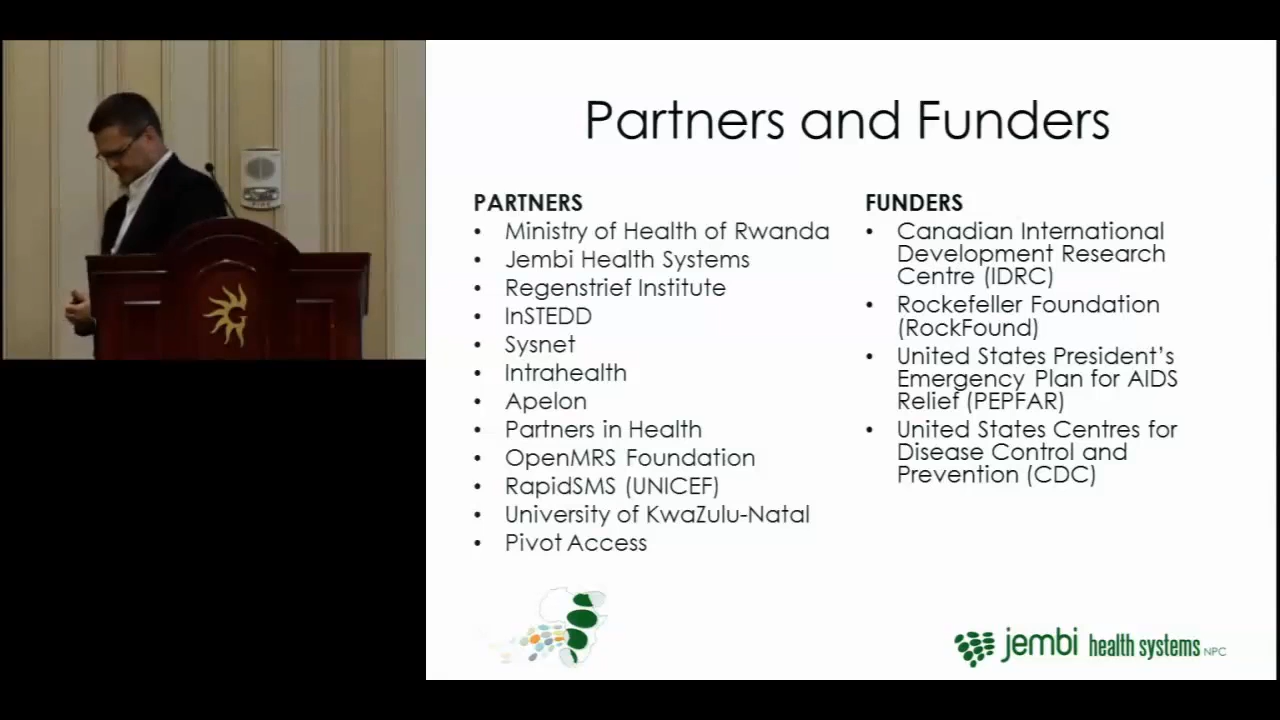 Partners and Funders
PARTNERS
• Ministry of Health of Rwanda
• Jembi Health Systems
• Regenstrief Institute
• InSTEDD
• Sysnet
• Intrahealth
• Apelon
• Partners in Health
• OpenMRS Foundation
• RapidSMS (UNICEF)
• University of KwaZulu-Natal
• Pivot Access
FUNDERS
• Canadian International
Development Research
Centre (IDRC)
• Rockefeller Foundation
(RockFound)
• United States President’s
Emergency Plan for AIDS
Relief (PEPFAR)
• United States Centres for
Disease Control and
Prevention (CDC)
jembi health systems NPC